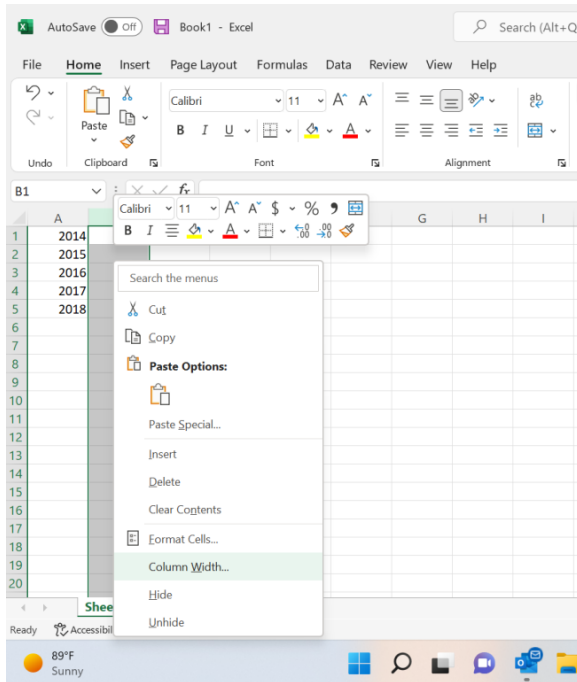 AutoSave Off Book1 - Excel Search (Alt+Q
File Home Insert Page Layout Formulas Data Review View Help
Calibri 11 A^ A˅ ab
Paste B I U A
Undo Clipboard Font Alignment
B1 fx
Calibri 11 A^ A˅ $ % ,
B I A .00
A G H I
1 2014
2 2015
3 2016
4 2017
5 2018
6
7
8
9
10
11
12
13
14
15
16
17
18
19
20
Search the menus
Cut
Copy
Paste Options:
Paste Special...
Insert
Delete
Clear Contents
Format Cells...
Column Width...
Hide
Unhide
Shee
Ready Accessibil
89°F
Sunny